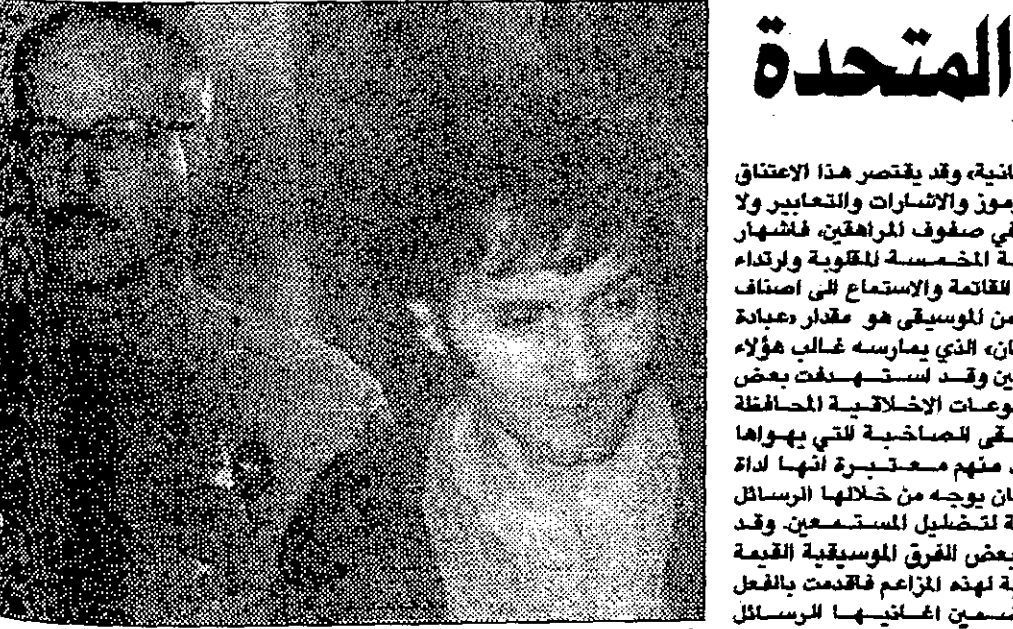 المتحدة
انية، وقد يقتصر هذا الاعتناق
رموز والاشارات والتعابير ولا
في صفوف المراهقين، فاشهار
ة المخمسة المقلوبة وارتداء
القاتمة والاستماع الى اصناف
من الموسيقى هو مقدار «عبادة
ان» الذي يمارسه غالب هؤلاء
ين وقد استهدفت بعض
وعات الاخلاقية المحافظة
قى الصاخبة التي يهواها
منهم معتبرة انها اداة
ان يوجه من خلالها الرسائل
ة لتضليل المستمعين. وقد
بعض الفرق الموسيقية القيمة
ية لهذه المزاعم فاقدمت بالفعل
ضمين اغانيها الرسائل